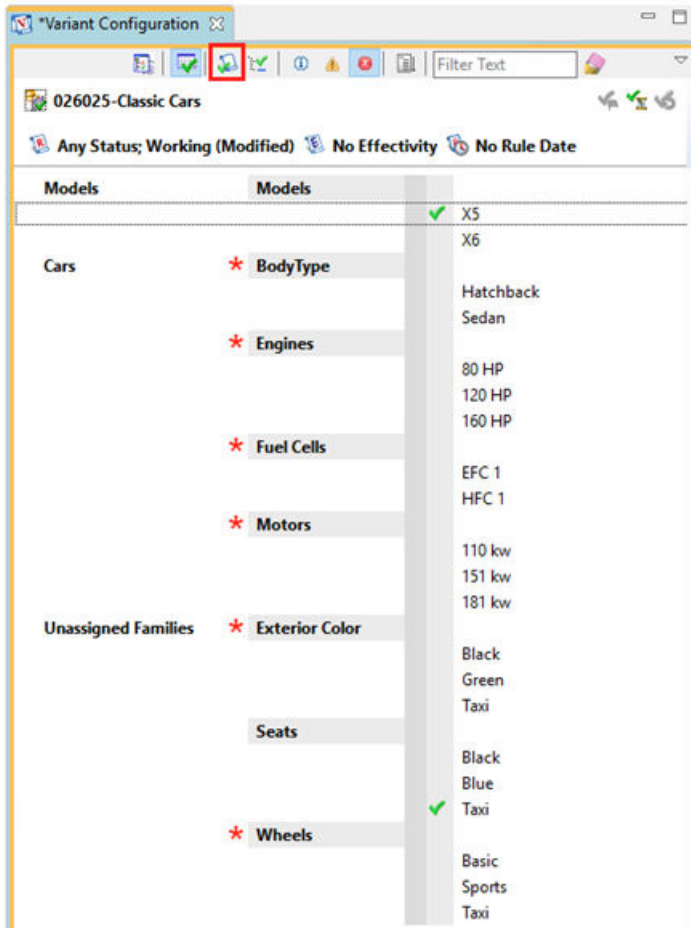 *Variant Configuration
Filter Text
026025-Classic Cars
Any Status; Working (Modified) No Effectivity No Rule Date
Models Models
X5
X6
Cars * BodyType
Hatchback
Sedan
* Engines
80 HP
120 HP
160 HP
* Fuel Cells
EFC 1
HFC 1
* Motors
110 kw
151 kw
181 kw
Unassigned Families * Exterior Color
Black
Green
Taxi
Seats
Black
Blue
Taxi
* Wheels
Basic
Sports
Taxi